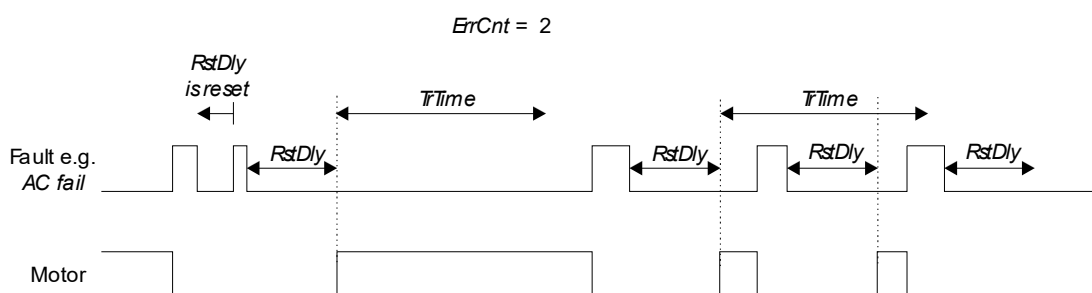 ErrCnt = 2
RstDly
is reset
TrTime
TrTime
Fault e.g.
AC fail
RstDly
RstDly
RstDly
RstDly
Motor